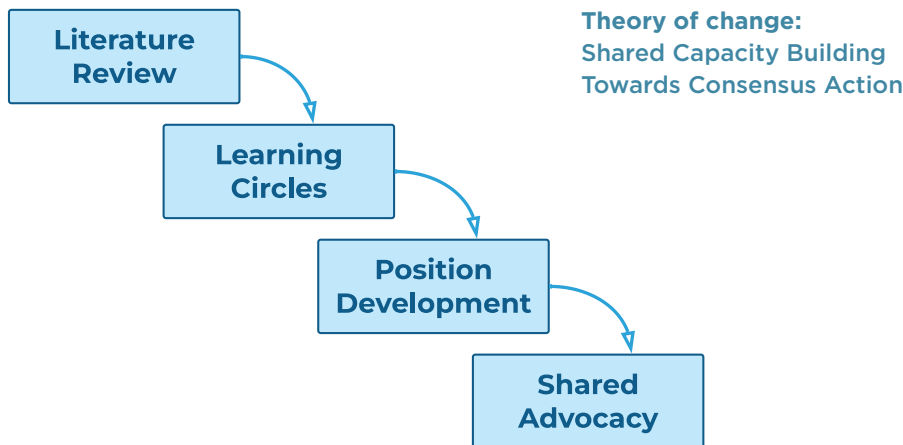 Literature
Review
Theory of change:
Shared Capacity Building
Towards Consensus Action
Learning
Circles
Position
Development
Shared
Advocacy